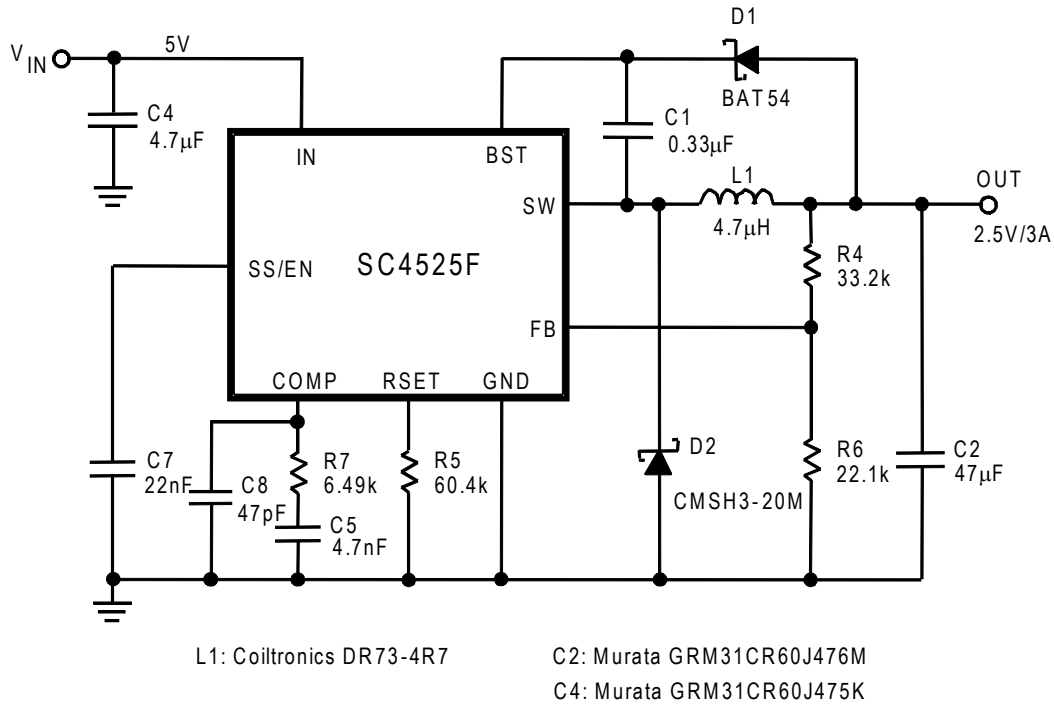 D1
V IN
5V
BAT54
C4
4.7µF
C1
0.33µF
IN
BST
L1
OUT
SW
4.7µH
2.5V/3A
SS/EN
SC4525F
R4
33.2k
FB
COMP
RSET
GND
D2
C7
22nF
C8
47pF
R7
6.49k
R5
60.4k
R6
22.1k
C2
47µF
CMSH3-20M
C5
4.7nF
L1: Coiltronics DR73-4R7
C2: Murata GRM31CR60J476M
C4: Murata GRM31CR60J475K